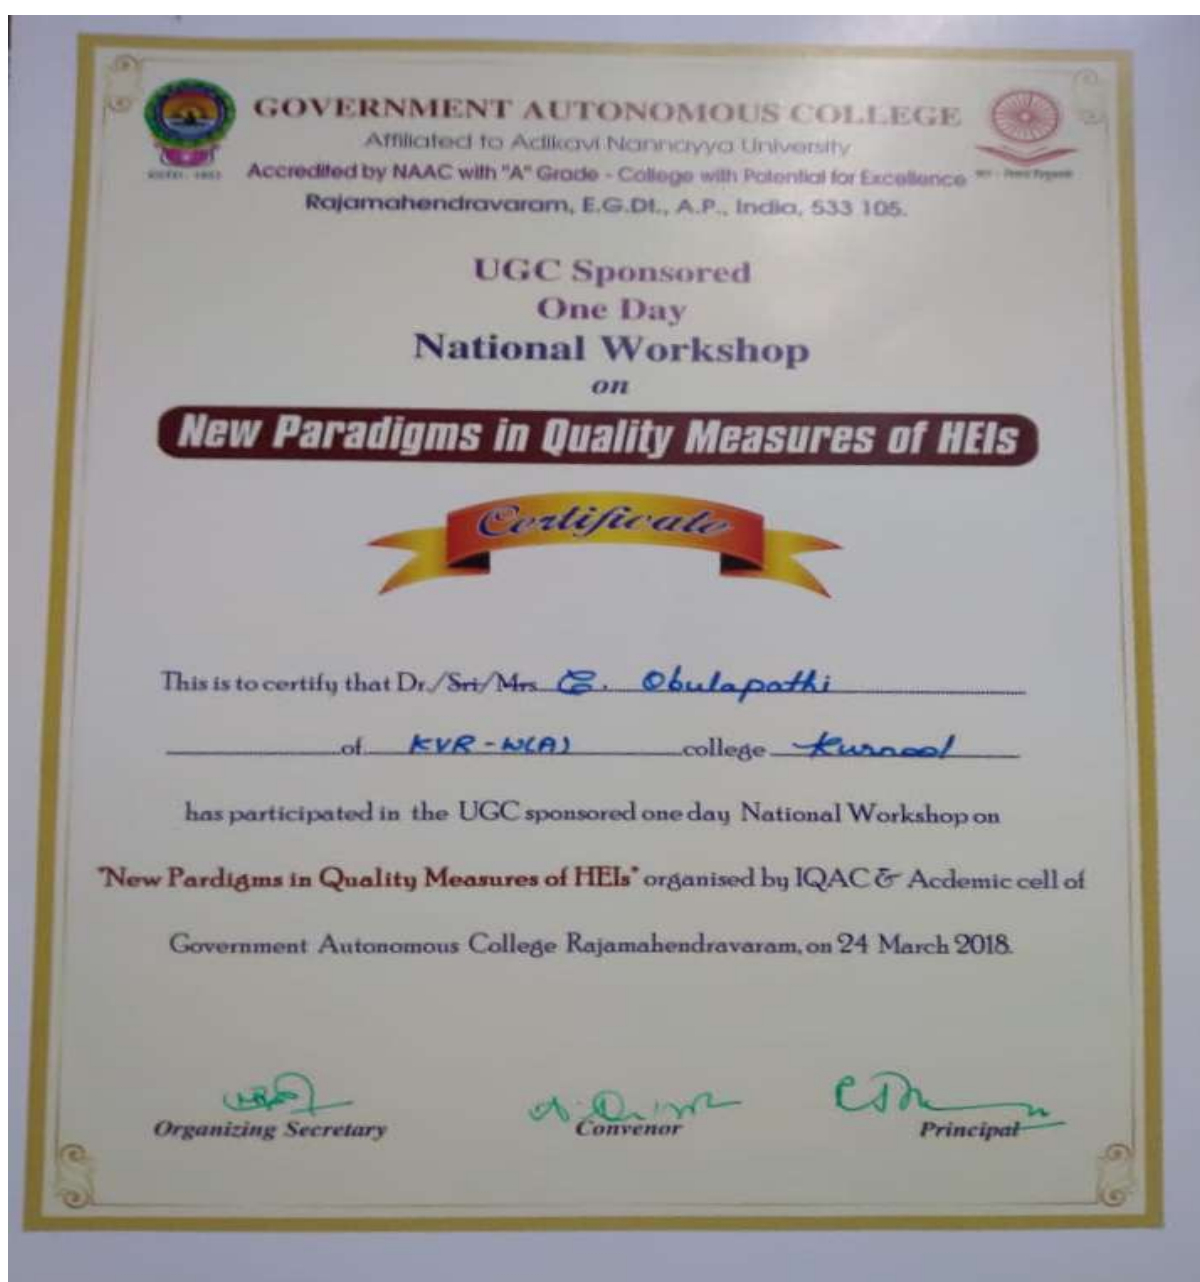 GOVERNMENT AUTONOMOUS COLLEGE
Affiliated to Adikavi Nannayya University
Accredited by NAAC with "A" Grade - College with Potential for Excellence
Rajamahendravaram, E.G.Dt., A.P., India, 533 105.
UGC Sponsored
One Day
National Workshop
on
New Paradigms in Quality Measures of HEIs
Certificate
This is to certify that Dr./Sri/Mrs. Obulapathi
of KVR-W(A) college Kurnool
has participated in the UGC sponsored one day National Workshop on
"New Pardigms in Quality Measures of HEIs" organised by IQAC & Acdemic cell of
Government Autonomous College Rajamahendravaram, on 24 March 2018.
Organizing Secretary
Convenor
Principal